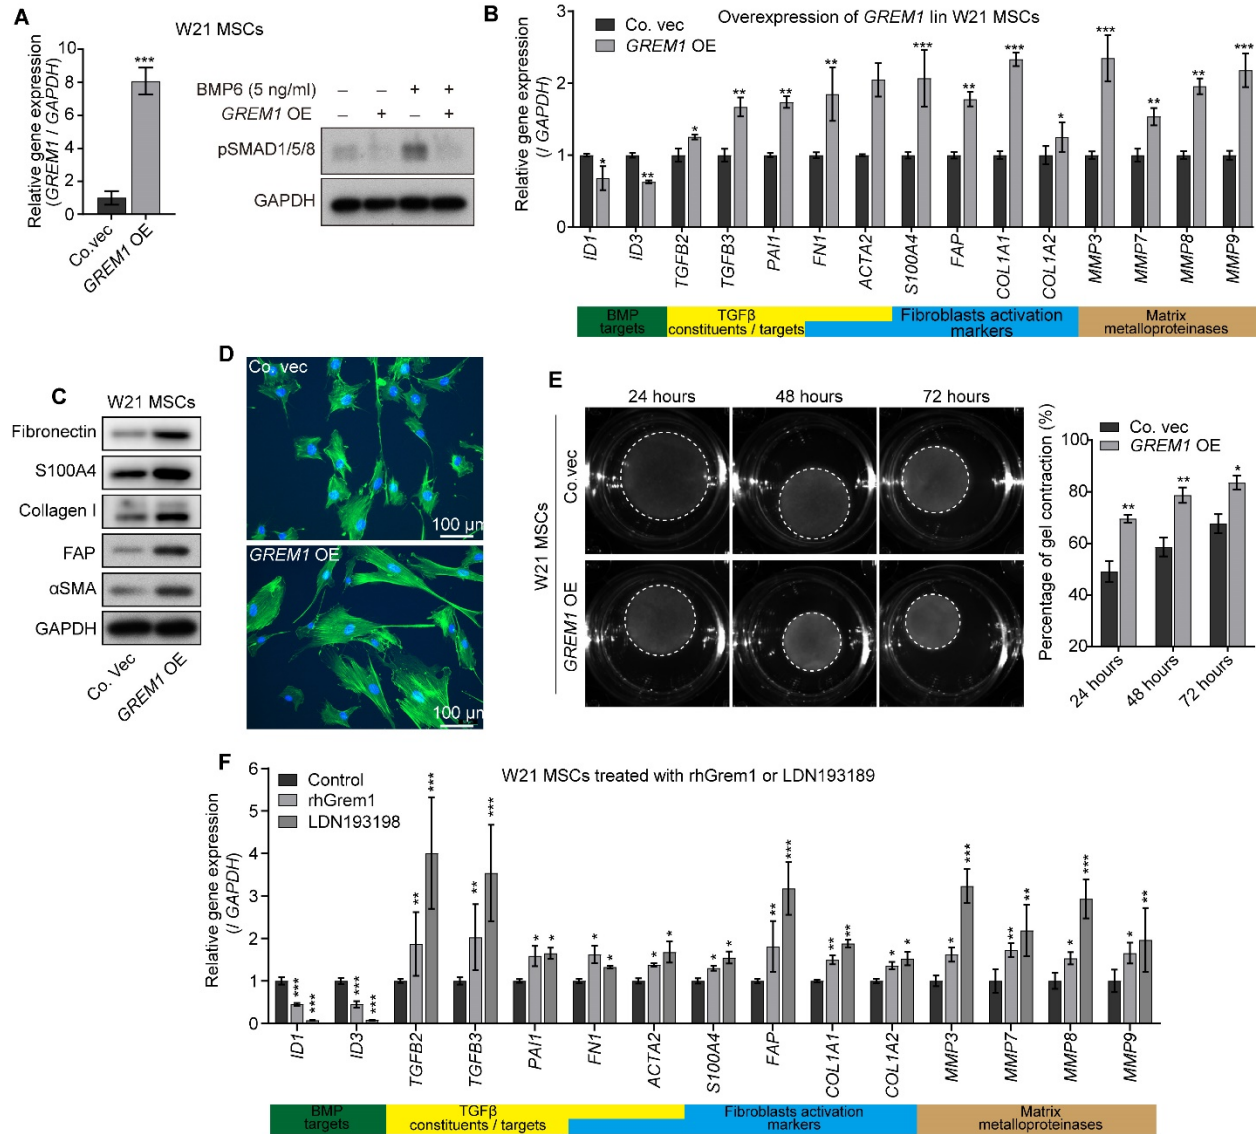 A
W21 MSCs
Relative gene expression
(GREM1 / GAPDH)
10
8
6
4
2
0
***
Co.vec
GREM1 OE
BMP6 (5 ng/ml) – – + +
GREM1 OE – + – +
pSMAD1/5/8
GAPDH
B
Overexpression of GREM1 lin W21 MSCs
Co. vec
GREM1 OE
Relative gene expression
(/ GAPDH)
3
2
1
0
* ** * ** ** ** *** ** *** * *** ** ** ***
ID1 ID3 TGFB2 TGFB3 PAI1 FN1 ACTA2 S100A4 FAP COL1A1 COL1A2 MMP3 MMP7 MMP8 MMP9
BMP
targets
TGFβ
constituents / targets
Fibroblasts activation
markers
Matrix
metalloproteinases
C
W21 MSCs
Fibronectin
S100A4
Collagen I
FAP
αSMA
GAPDH
Co. Vec
GREM1 OE
D
Co. vec
100 µm
GREM1 OE
100 µm
E
24 hours 48 hours 72 hours
W21 MSCs
Co.vec
GREM1 OE
Percentage of gel contraction (%)
100
80
60
40
20
Co. vec
GREM1 OE
** ** *
24 hours 48 hours 72 hours
F
W21 MSCs treated with rhGrem1 or LDN193189
Control
rhGrem1
LDN193198
Relative gene expression
(/ GAPDH)
6
5
4
3
2
1
0
*** *** *** *** ** *** ** *** * * * * * * * * ** *** ** *** * * * *** ** ** * *** * **
ID1 ID3 TGFB2 TGFB3 PAI1 FN1 ACTA2 S100A4 FAP COL1A1 COL1A2 MMP3 MMP7 MMP8 MMP9
BMP
targets
TGFβ
constituents / targets
Fibroblasts activation
markers
Matrix
metalloproteinases